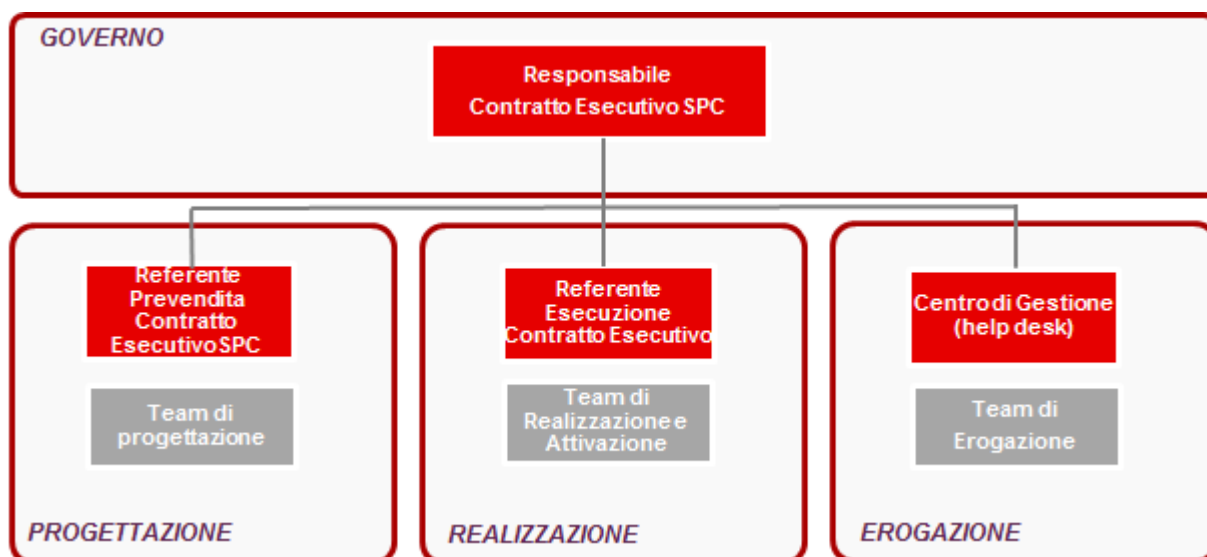 GOVERNO
Responsabile
Contratto Esecutivo SPC
Referente
Prevendita
Contratto
Esecutivo SPC
Team di
progettazione
PROGETTAZIONE
Referente
Esecuzione
Contratto Esecutivo
Team di
Realizzazione e
Attivazione
REALIZZAZIONE
Centro di Gestione
(help desk)
Team di
Erogazione
EROGAZIONE